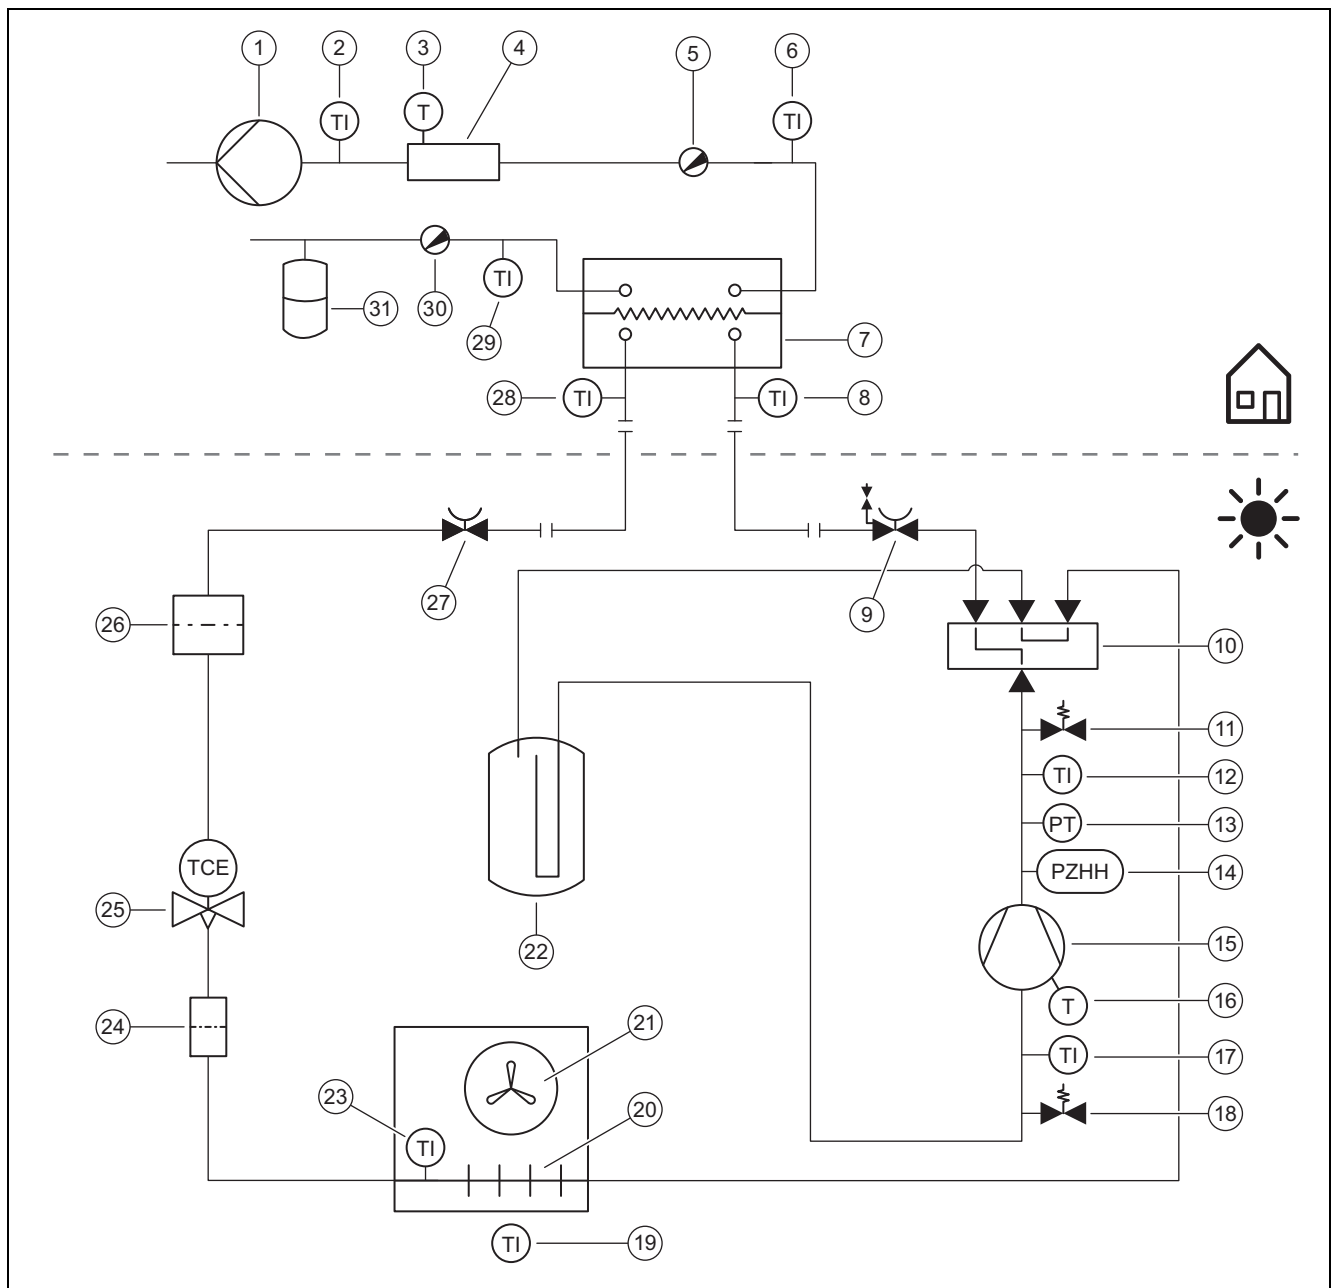 1 2 3 4 5 6
TI T TI
TI
31 30 29 7
28 TI TI 8
27 9
26 10
11
TI 12
PT 13
TCE PZHH 14
25 22 15
T 16
24 21 TI 17
23 20 18
TI
TI 19